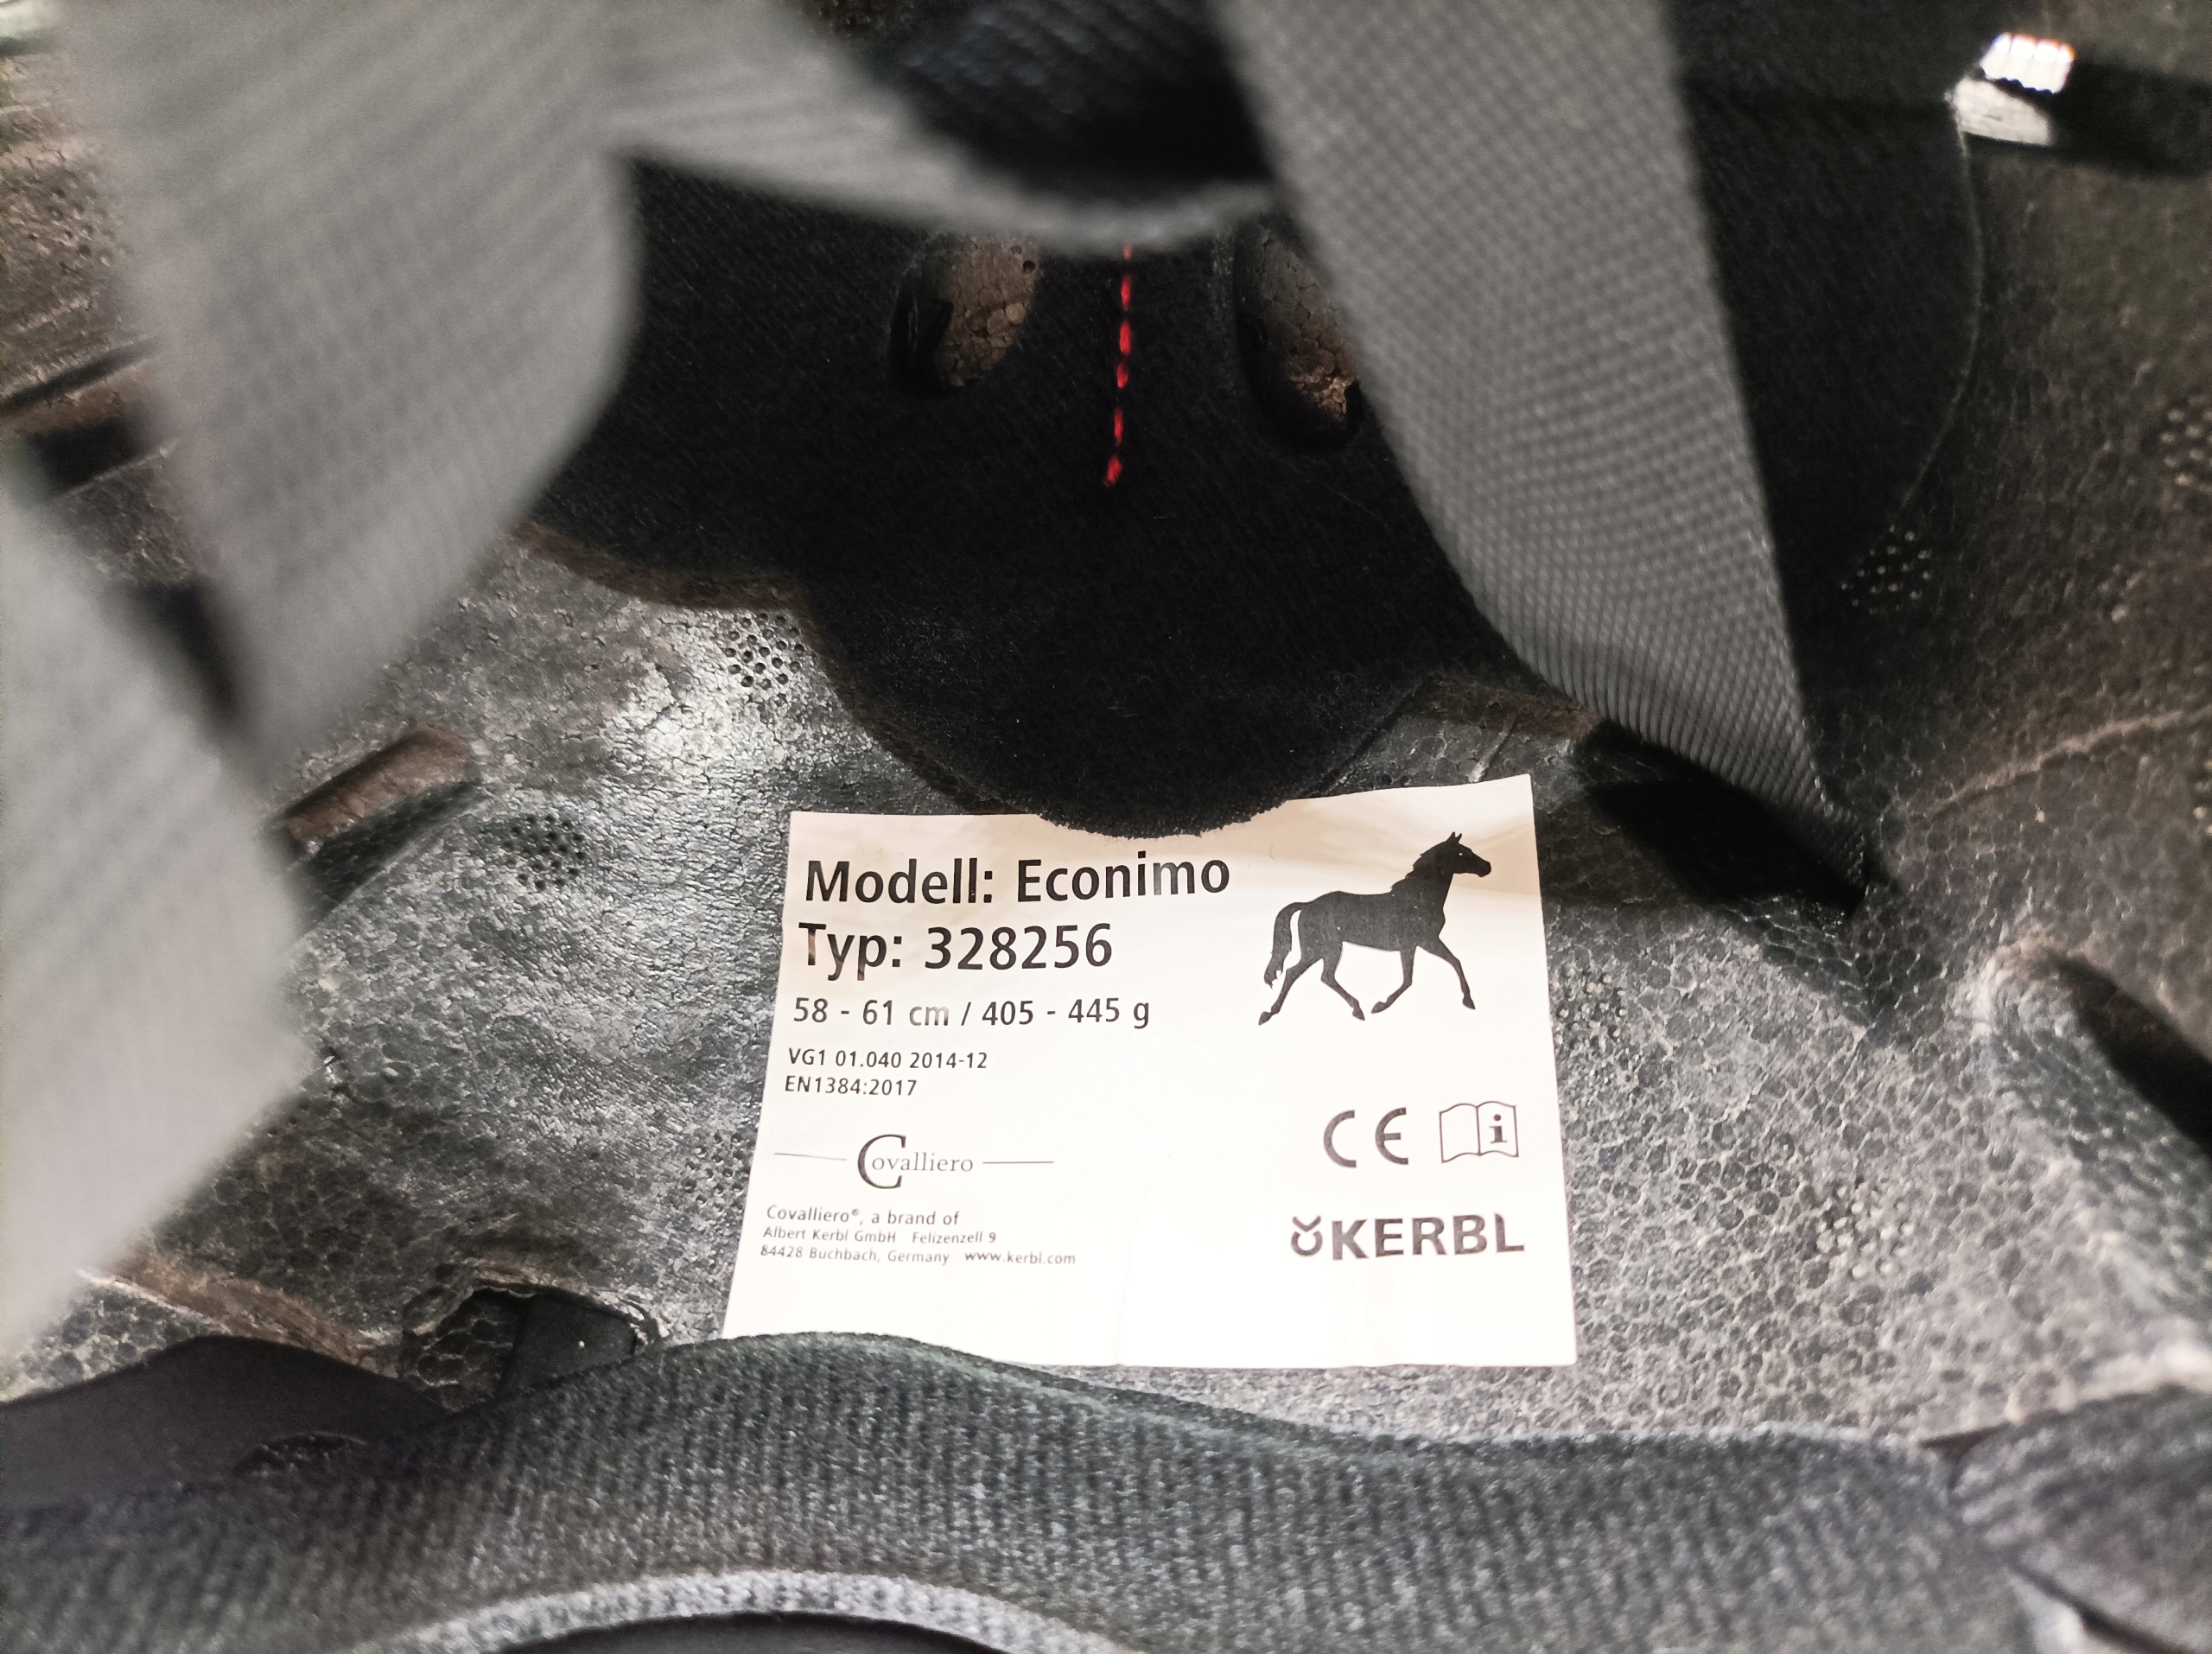 Modell: Econimo
Typ: 328256
58 - 61 cm / 405 - 445 g
VG1 01.040 2014-12
EN1384:2017
Covalliero
Covalliero®, a brand of
Albert Kerbl GmbH Felizenzell 9
84428 Buchbach, Germany www.kerbl.com
CE i
KERBL